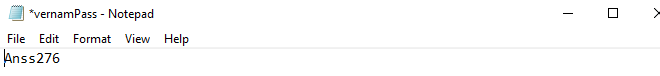 *vernamPass - Notepad
File Edit Format View Help
Anss276